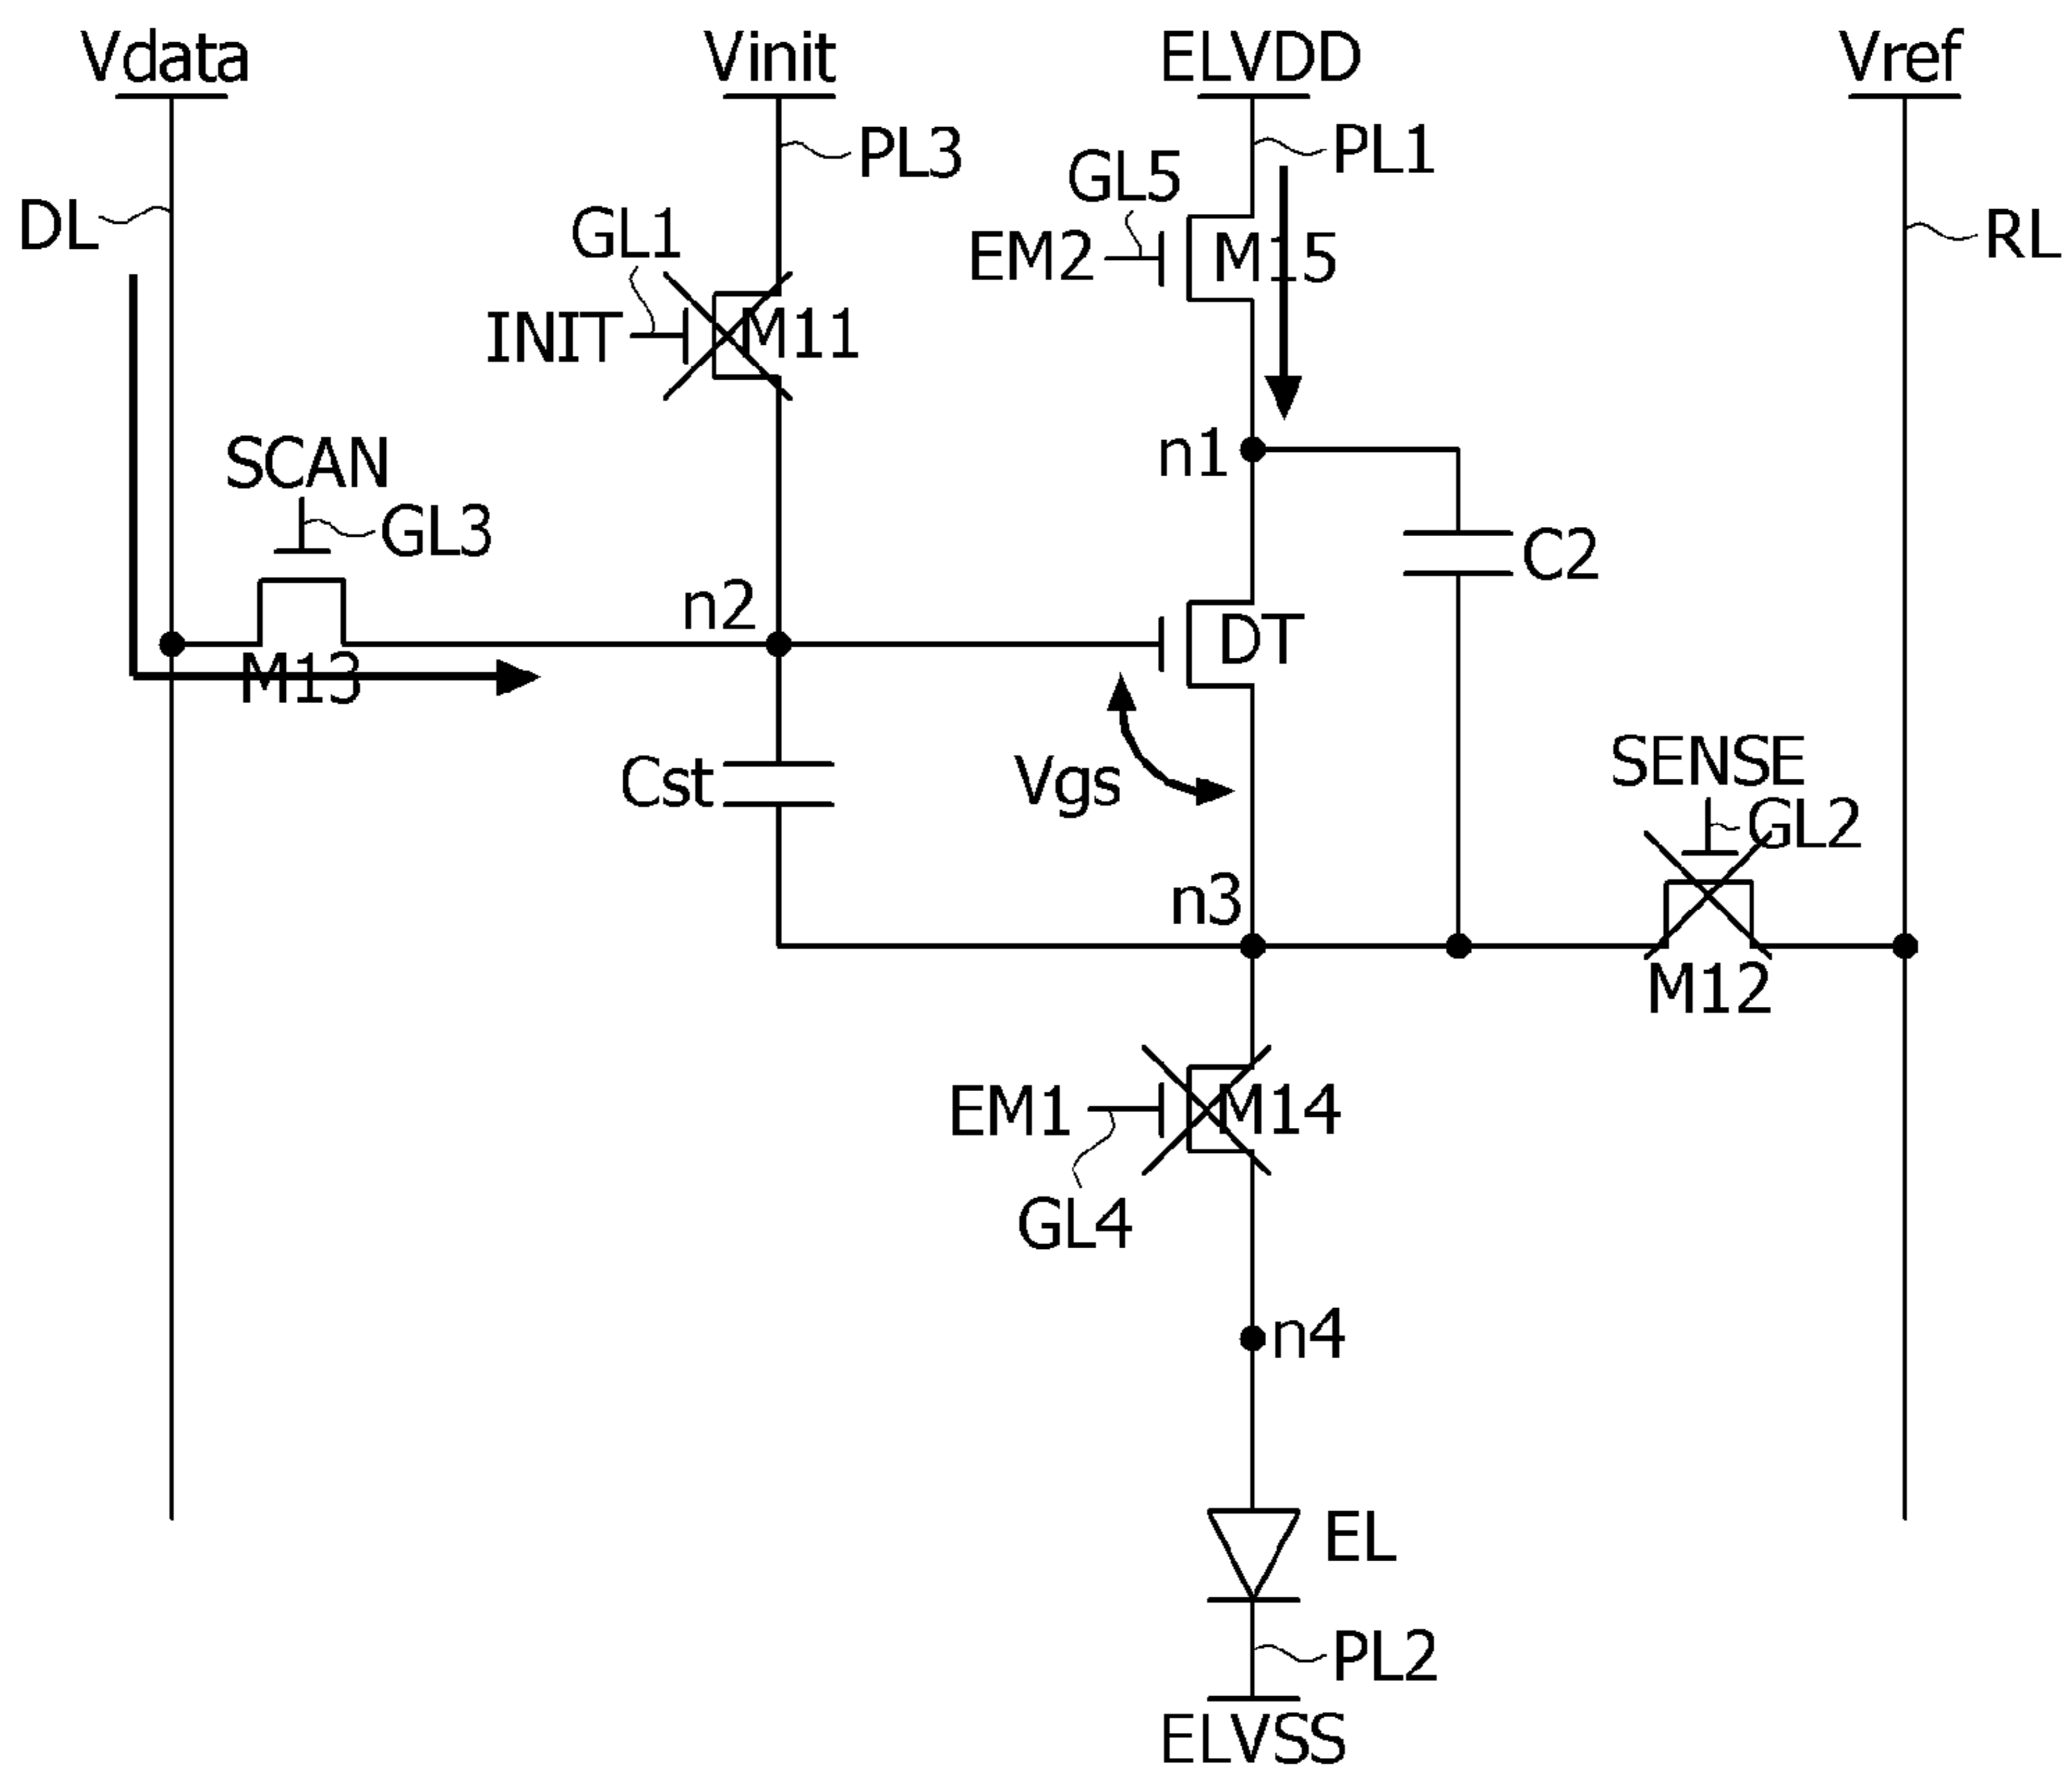 Vdata
Vinit
ELVDD
Vref
PL3
PL1
GL5
DL
GL1
EM2
M15
RL
INIT
M11
SCAN
n1
GL3
C2
n2
DT
M13
SENSE
Cst
Vgs
GL2
n3
M12
EM1
M14
GL4
n4
EL
PL2
ELVSS